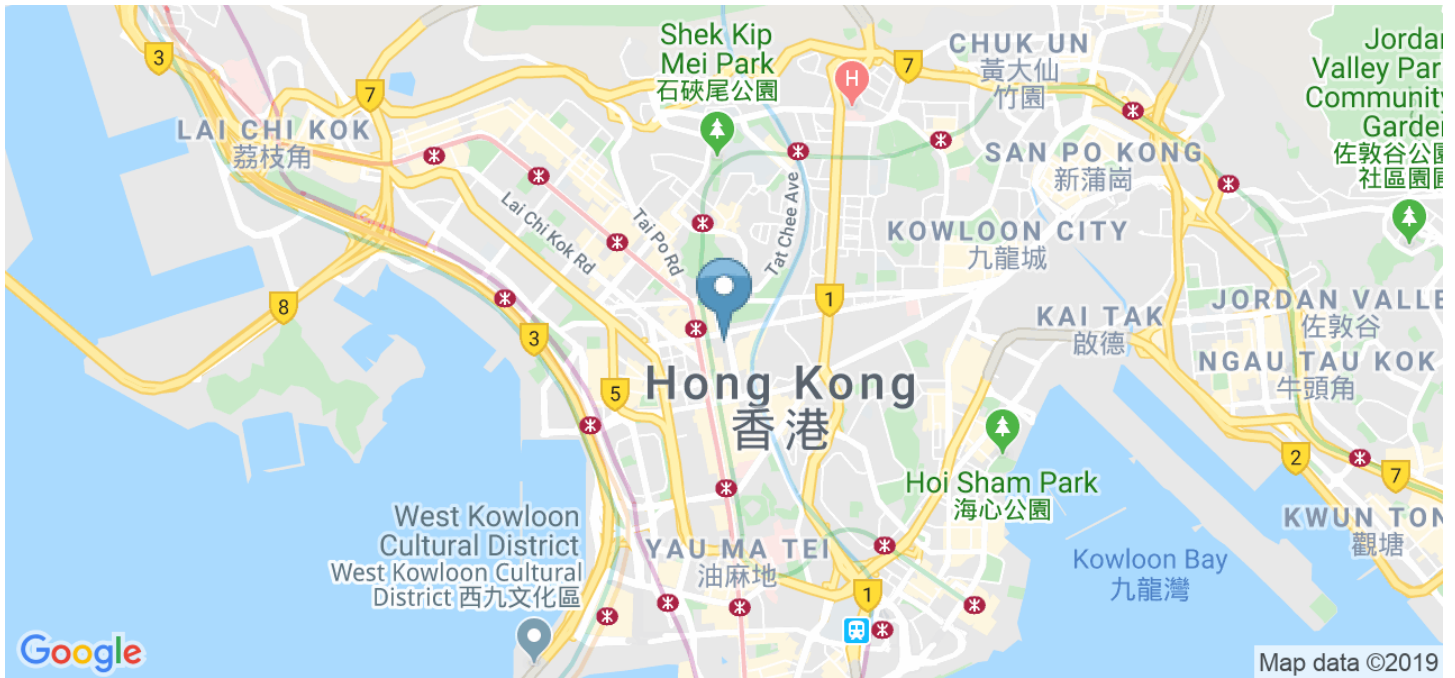 Shek Kip
Mei Park
石硤尾公園
CHUK UN
黃大仙
竹園
Jordan
Valley Par
Community
Garden
佐敦谷公園
社區園圃
3
7
7
H
LAI CHI KOK
荔枝角
SAN PO KONG
新蒲崗
Lai Chi Kok Rd
Tai Po Rd
Tat Chee Ave
KOWLOON CITY
九龍城
8
3
1
JORDAN VALLE
佐敦谷
KAI TAK
啟德
NGAU TAU KOK
牛頭角
5
Hong Kong
香港
2
7
Hoi Sham Park
海心公園
KWUN TON
觀塘
West Kowloon
Cultural District
West Kowloon Cultural
District 西九文化區
YAU MA TEI
油麻地
1
Kowloon Bay
九龍灣
Google
Map data ©2019